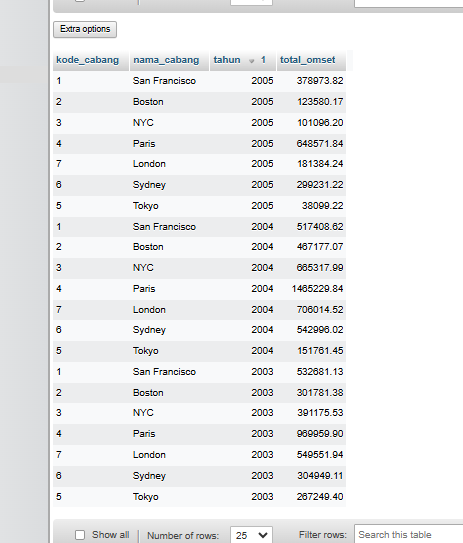 Extra options
kode_cabang nama_cabang tahun 1 total_omset
1 San Francisco 2005 378973.82
2 Boston 2005 123580.17
3 NYC 2005 101096.20
4 Paris 2005 648571.84
7 London 2005 181384.24
6 Sydney 2005 299231.22
5 Tokyo 2005 38099.22
1 San Francisco 2004 517408.62
2 Boston 2004 467177.07
3 NYC 2004 665317.99
4 Paris 2004 1465229.84
7 London 2004 706014.52
6 Sydney 2004 542996.02
5 Tokyo 2004 151761.45
1 San Francisco 2003 532681.13
2 Boston 2003 301781.38
3 NYC 2003 391175.53
4 Paris 2003 969959.90
7 London 2003 549551.94
6 Sydney 2003 304949.11
5 Tokyo 2003 267249.40
Show all | Number of rows: 25 Filter rows: Search this table